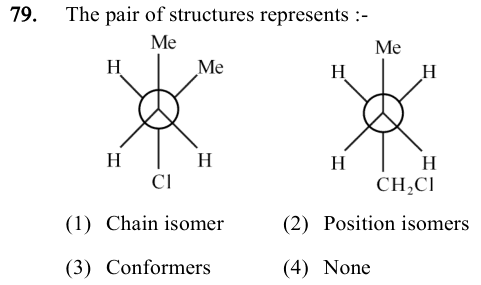 79. The pair of structures represents :-
Me Me
H Me H H
H H H H
Cl CH₂Cl
(1) Chain isomer (2) Position isomers
(3) Conformers (4) None